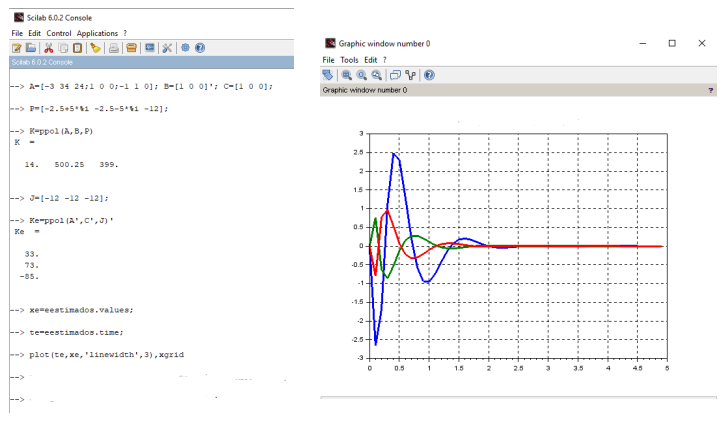 Scilab 6.0.2 Console
File Edit Control Applications ?
Scilab 6.0.2 Console
--> A=[-3 34 24;1 0 0;-1 1 0]; B=[1 0 0]'; C=[1 0 0];
--> P=[-2.5+5*%i -2.5-5*%i -12];
--> K=ppol(A,B,P)
K =
14. 500.25 399.
--> J=[-12 -12 -12];
--> Ke=ppol(A',C',J)'
Ke =
33.
73.
-85.
--> xe=eestimados.values;
--> te=eestimados.time;
--> plot(te,xe,'linewidth',3),xgrid
-->
-->
Graphic window number 0
File Tools Edit ?
Graphic window number 0
?
3
2.5
2
1.5
1
0.5
0
-0.5
-1
-1.5
-2
-2.5
-3
0 0.5 1 1.5 2 2.5 3 3.5 4 4.5 5